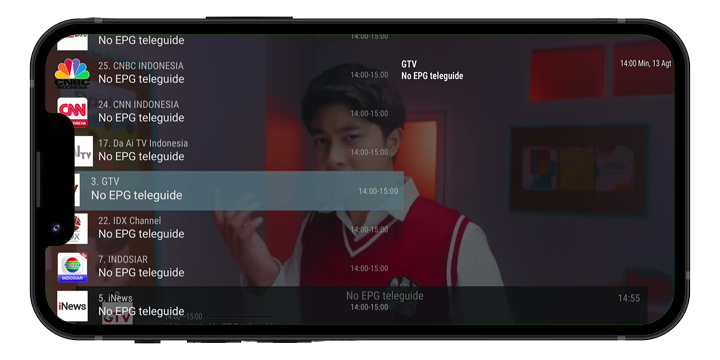 No EPG teleguide
14:00-15:00
25. CNBC INDONESIA
No EPG teleguide
14:00-15:00
CNBC
INDONESIA
24. CNN INDONESIA
No EPG teleguide
14:00-15:00
CNN
17. Da Ai TV Indonesia
No EPG teleguide
14:00-15:00
3. GTV
No EPG teleguide
14:00-15:00
22. IDX Channel
No EPG teleguide
14:00-15:00
7. INDOSIAR
No EPG teleguide
14:00-15:00
INDOSIAR
5. iNews
No EPG teleguide
14:00-15:00
iNews
GTV
No EPG teleguide
14:00 Min, 13 Agt
No EPG teleguide
14:55
GTV